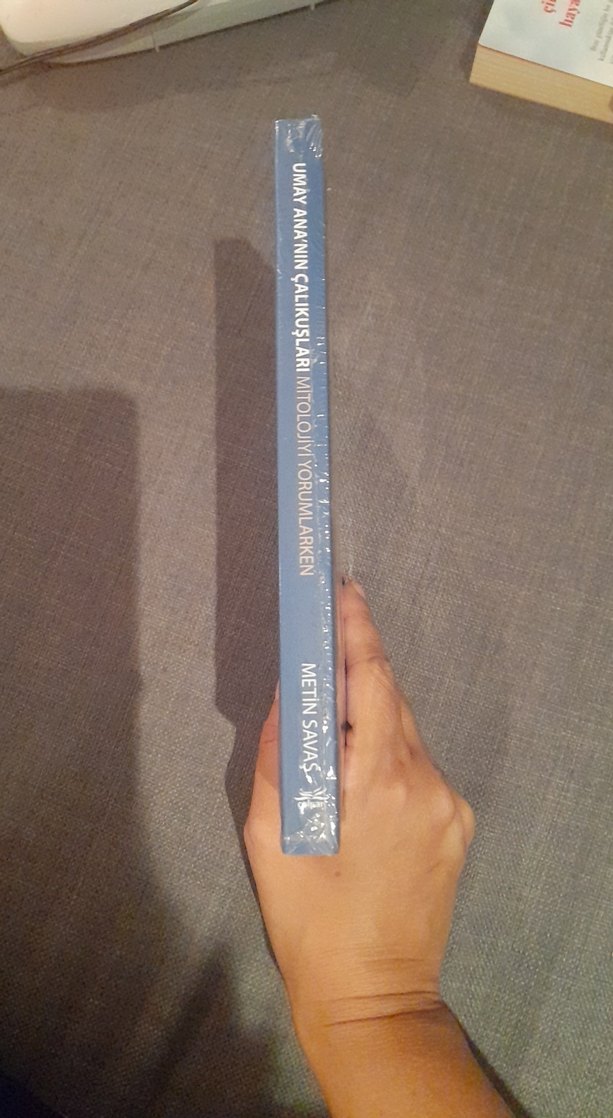 UMAY ANA'NIN ÇALIKUŞLARI MİTOLOJİYİ YORUMLARKEN
METİN SAVAŞ